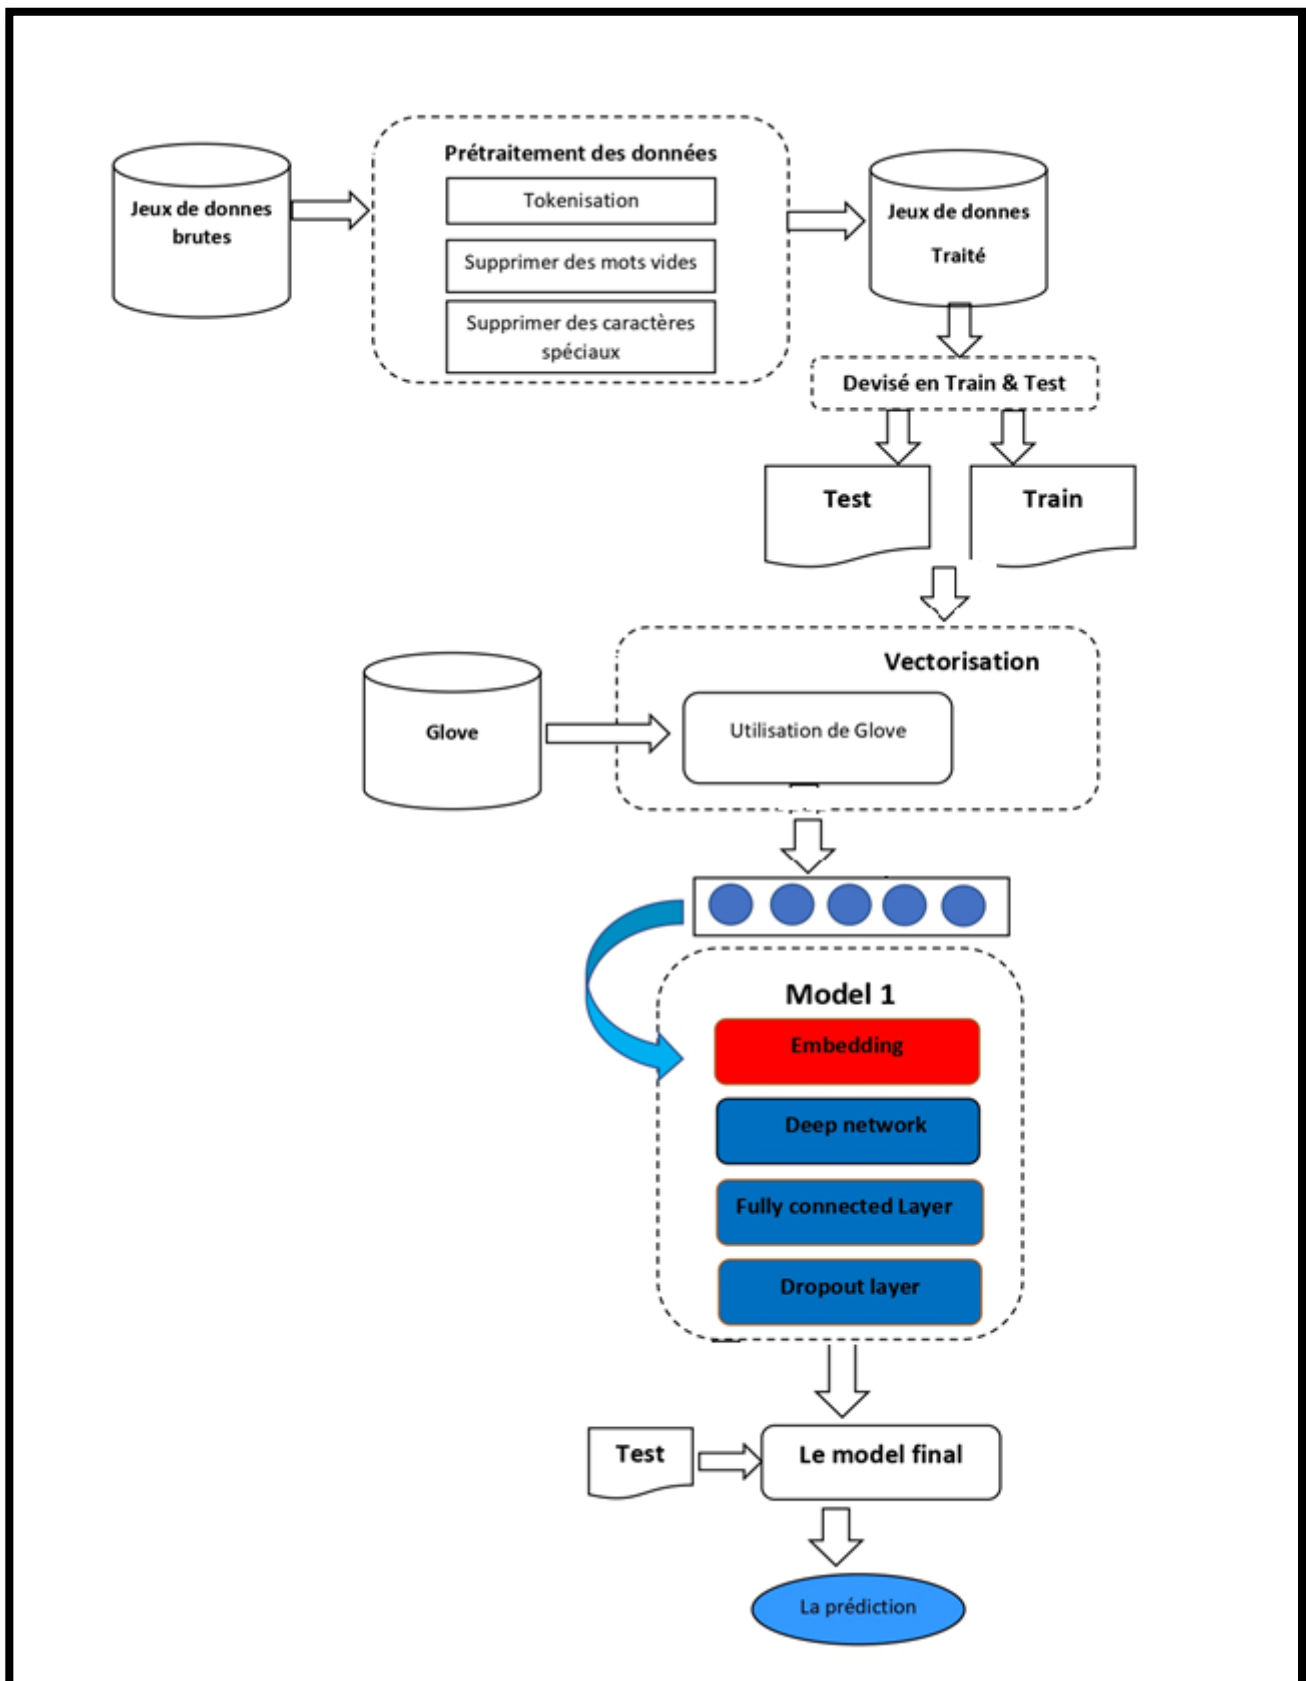 Prétraitement des données
Jeux de donnes
brutes
Tokenisation
Supprimer des mots vides
Supprimer des caractères
spéciaux
Jeux de donnes
Traité
Devisé en Train & Test
Test
Train
Vectorisation
Glove
Utilisation de Glove
Model 1
Embedding
Deep network
Fully connected Layer
Dropout layer
Test
Le model final
La prédiction